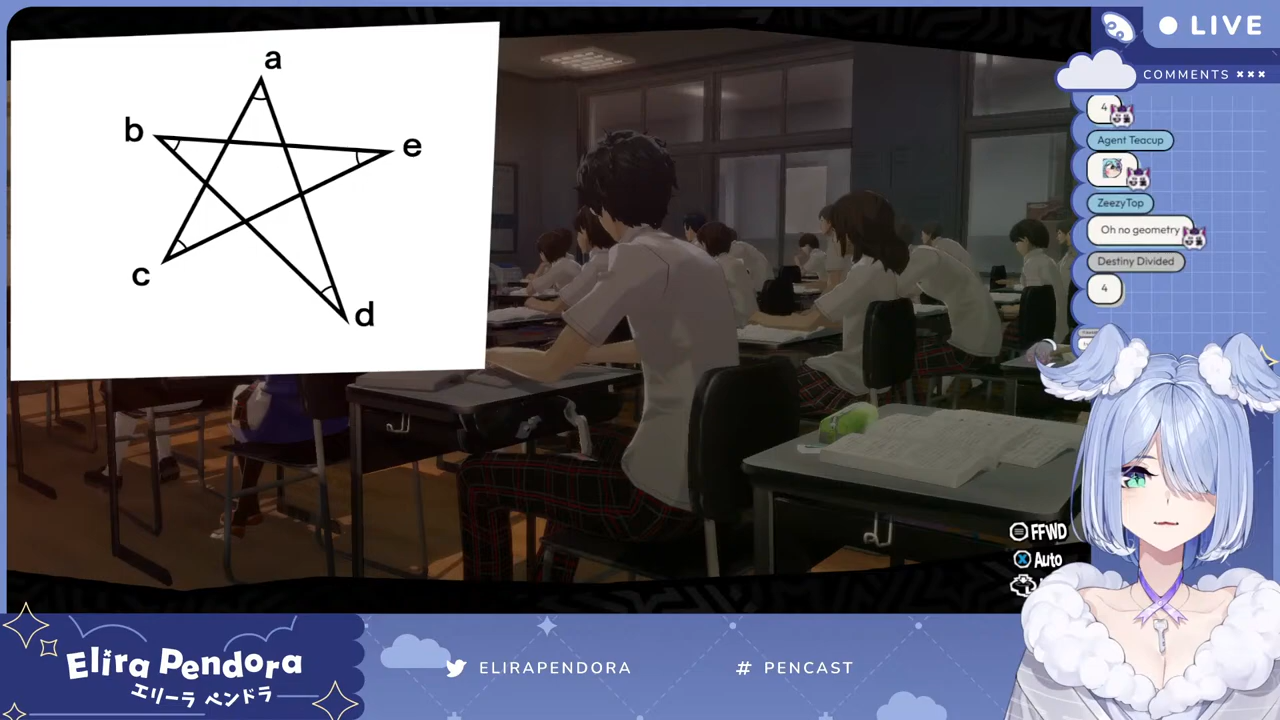 a
b
e
c
d
LIVE
COMMENTS ×××
4
Agent Teacup
ZeezyTop
Oh no geometry
Destiny Divided
4
FFWD
Auto
Elira Pendora
エリーラ ペンドラ
ELIRAPENDORA
# PENCAST